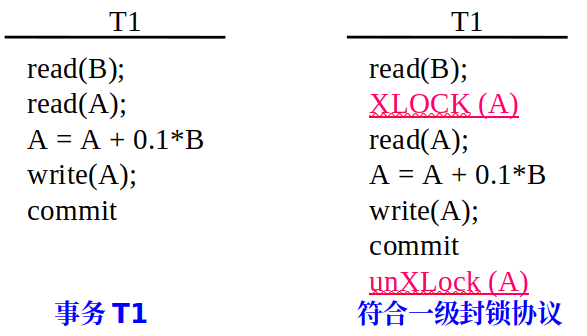 T1
read(B);
read(A);
A = A + 0.1*B
write(A);
commit
事务 T1
T1
read(B);
XLOCK (A)
read(A);
A = A + 0.1*B
write(A);
commit
unXLock (A)
符合一级封锁协议